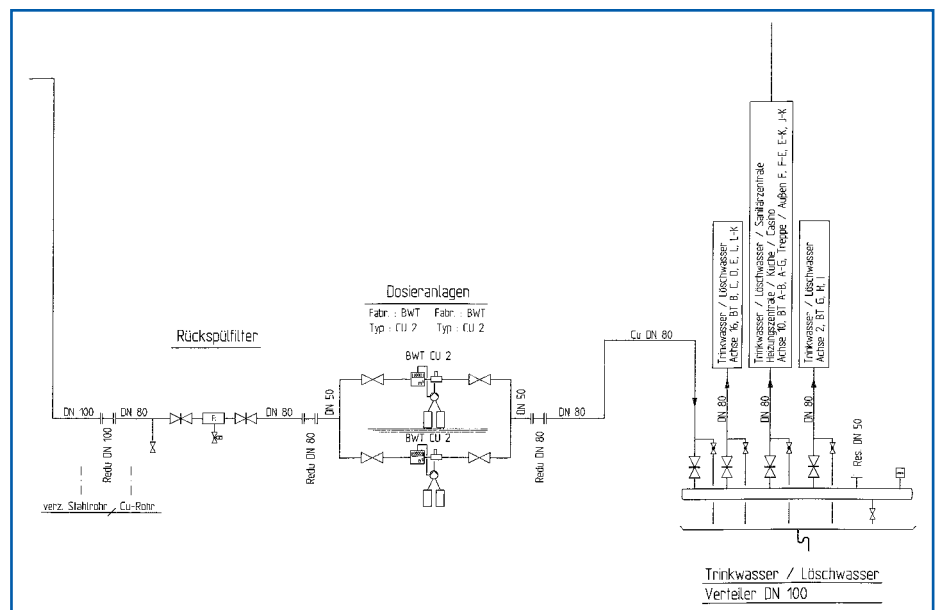 Trinkwasser / Löschwasser
Achse 16, BT B, C, D, E, L, L-K
Trinkwasser / Löschwasser / Sanitärzentrale
Heizungszentrale / Küche / Casino
Achse 10, BT A-B, A-G, Treppe / Außen F, F-E, E-K, J-K
Trinkwasser / Löschwasser
Achse 2, BT G, H, I
Dosieranlagen
Fabr. : BWT Fabr. : BWT
Typ : CU 2 Typ : CU 2
Rückspülfilter
BWT CU 2
Cu DN 80
DN 100
DN 80
DN 80
DN 50
DN 50
DN 80
Redu DN 100
Redu DN 80
Redu DN 80
BWT CU 2
DN 80
DN 80
DN 80
Res. DN 50
verz. Stahlrohr / Cu-Rohr
Trinkwasser / Löschwasser
Verteiler DN 100